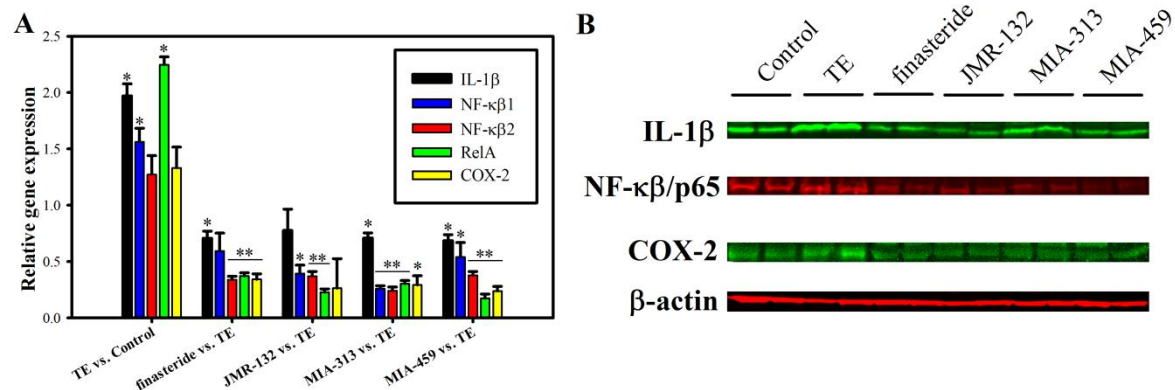 A
2.5
2.0
1.5
1.0
0.5
0.0
Relative gene expression
* * *
* ** * ** * ** * * * ** 
IL-1β
NF-κβ1
NF-κβ2
RelA
COX-2
TE vs. Control
finasteride vs. TE
JMR-132 vs. TE
MIA-313 vs. TE
MIA-459 vs. TE
B
Control TE finasteride JMR-132 MIA-313 MIA-459
IL-1β
NF-κβ/p65
COX-2
β-actin